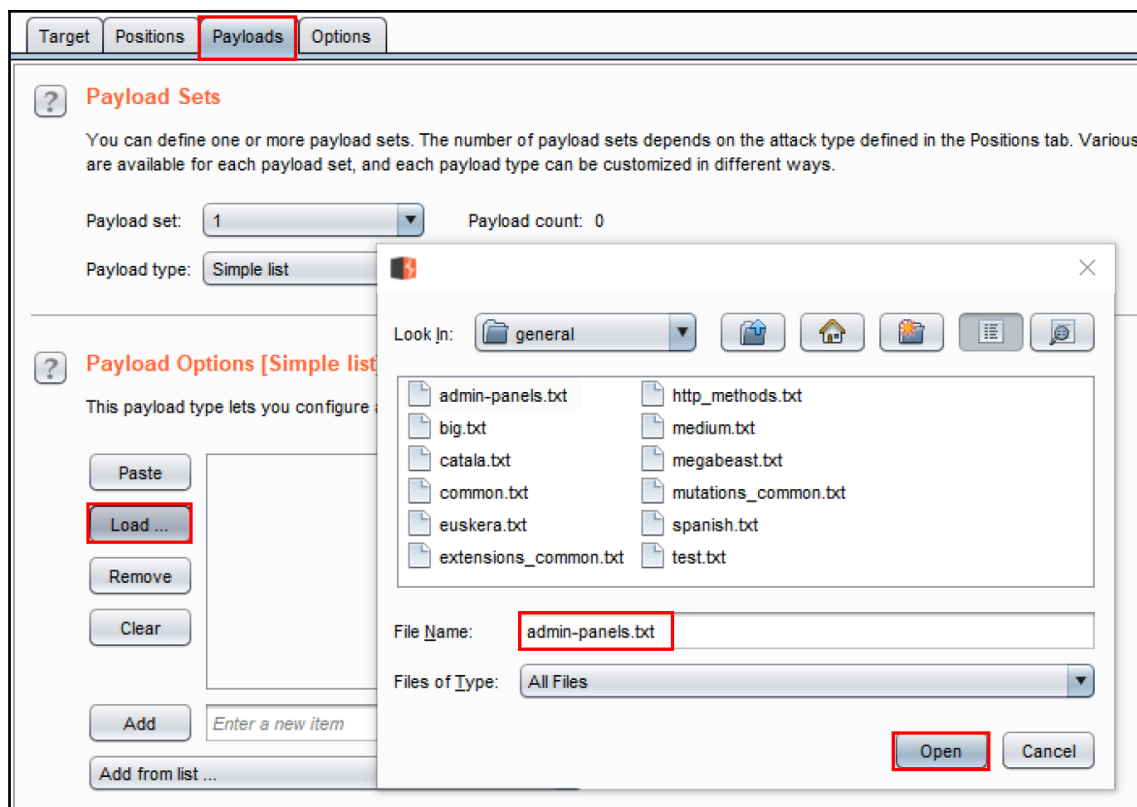 Target Positions Payloads Options
Payload Sets
You can define one or more payload sets. The number of payload sets depends on the attack type defined in the Positions tab. Various
are available for each payload set, and each payload type can be customized in different ways.
Payload set: 1 Payload count: 0
Payload type: Simple list
Look In: general
admin-panels.txt http_methods.txt
big.txt medium.txt
catala.txt megabeast.txt
common.txt mutations_common.txt
euskera.txt spanish.txt
extensions_common.txt test.txt
Payload Options [Simple list]
This payload type lets you configure
Paste
Load ...
Remove
Clear
File Name: admin-panels.txt
Files of Type: All Files
Add Enter a new item
Open Cancel
Add from list ...